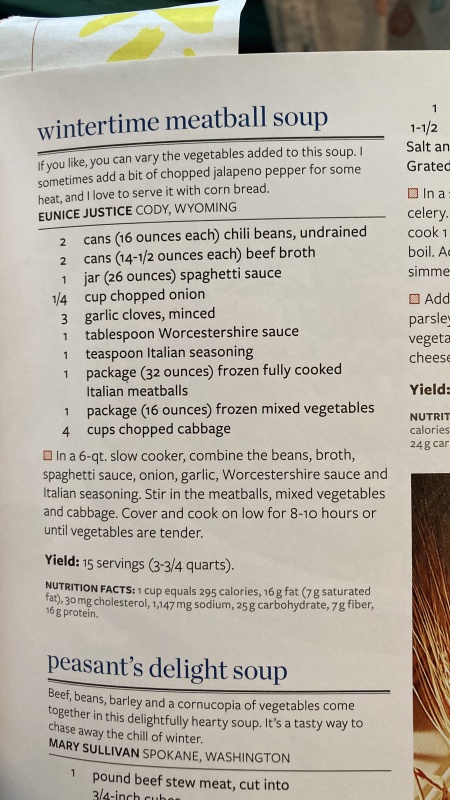 wintertime meatball soup
If you like, you can vary the vegetables added to this soup. I
sometimes add a bit of chopped jalapeno pepper for some
heat, and I love to serve it with corn bread.
EUNICE JUSTICE CODY, WYOMING
2 cans (16 ounces each) chili beans, undrained
2 cans (14-1/2 ounces each) beef broth
1 jar (26 ounces) spaghetti sauce
1/4 cup chopped onion
3 garlic cloves, minced
1 tablespoon Worcestershire sauce
1 teaspoon Italian seasoning
1 package (32 ounces) frozen fully cooked
Italian meatballs
1 package (16 ounces) frozen mixed vegetables
4 cups chopped cabbage
In a 6-qt. slow cooker, combine the beans, broth,
spaghetti sauce, onion, garlic, Worcestershire sauce and
Italian seasoning. Stir in the meatballs, mixed vegetables
and cabbage. Cover and cook on low for 8-10 hours or
until vegetables are tender.
Yield: 15 servings (3-3/4 quarts).
NUTRITION FACTS: 1 cup equals 295 calories, 16 g fat (7 g saturated
fat), 30 mg cholesterol, 1,147 mg sodium, 25 g carbohydrate, 7 g fiber,
16 g protein.
peasant's delight soup
Beef, beans, barley and a cornucopia of vegetables come
together in this delightfully hearty soup. It's a tasty way to
chase away the chill of winter.
MARY SULLIVAN SPOKANE, WASHINGTON
1 pound beef stew meat, cut into
3/4-inch cubes
1
1-1/2
Salt an
Grated
In a
celery.
cook 1
boil. Ac
simme
Add
parsley
vegeta
cheese
Yield:
NUTRIT
calories
24 g car